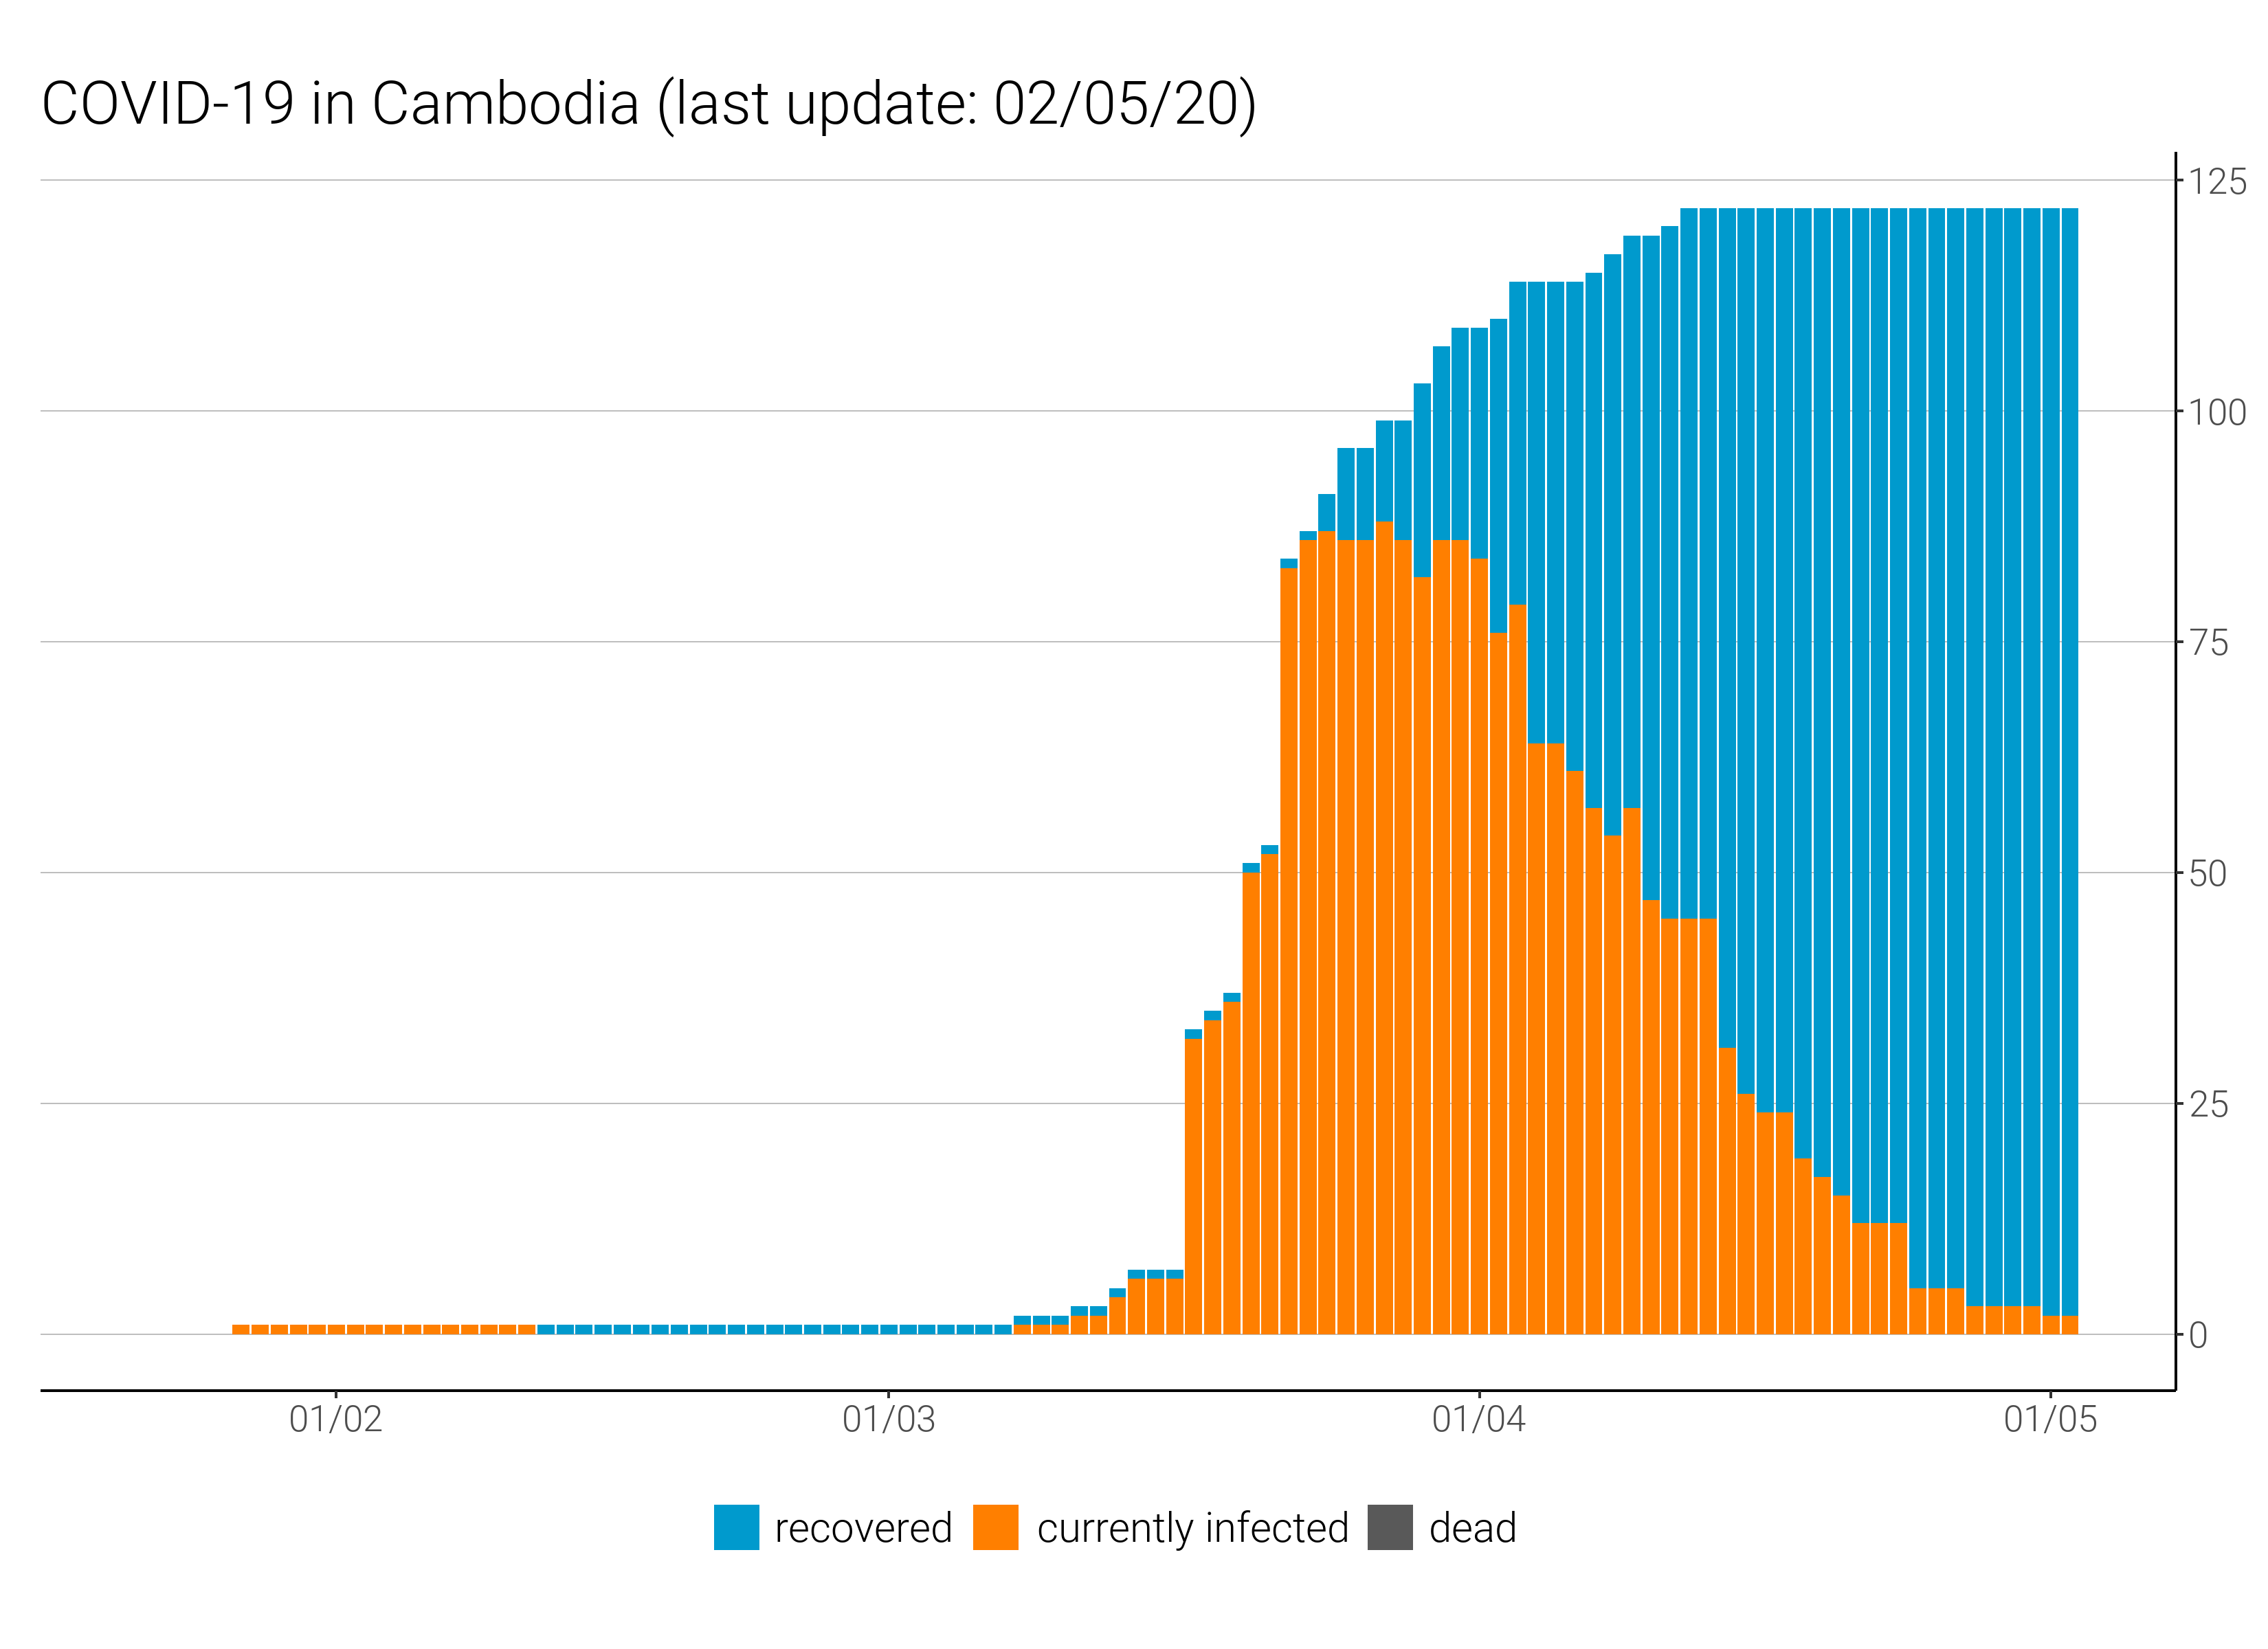 COVID-19 in Cambodia (last update: 02/05/20)
125
100
75
50
25
0
01/02 01/03 01/04 01/05
recovered currently infected dead